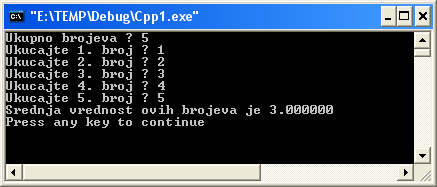 "E:\TEMP\Debug\Cpp1.exe"
Ukupno brojeva ? 5
Ukucajte 1. broj ? 1
Ukucajte 2. broj ? 2
Ukucajte 3. broj ? 3
Ukucajte 4. broj ? 4
Ukucajte 5. broj ? 5
Srednja vrednost ovih brojeva je 3.000000
Press any key to continue